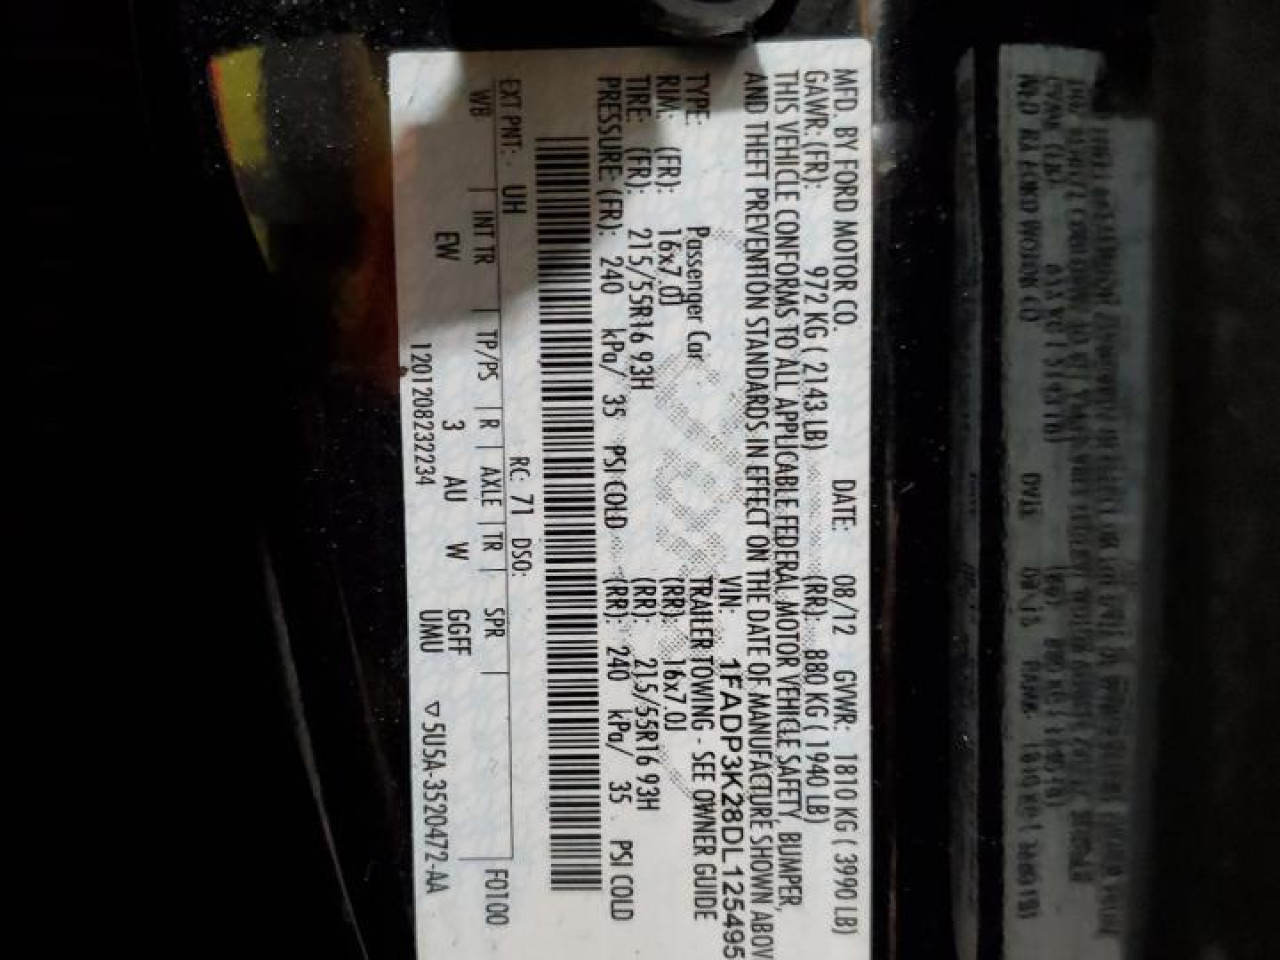 MFD. BY FORD MOTOR CO. DATE: 08/12 GVWR: 1810 KG ( 3990 LB)
GAWR: (FR): 972 KG ( 2143 LB) (RR): 880 KG ( 1940 LB)
THIS VEHICLE CONFORMS TO ALL APPLICABLE FEDERAL MOTOR VEHICLE SAFETY, BUMPER,
AND THEFT PREVENTION STANDARDS IN EFFECT ON THE DATE OF MANUFACTURE SHOWN ABOV
VIN: 1FADP3K28DL125495
TYPE: Passenger Car TRAILER TOWING - SEE OWNER GUIDE
RIM: (FR): 16x7.0J (RR): 16x7.0J
TIRE: (FR): 215/55R16 93H (RR): 215/55R16 93H
PRESSURE: (FR): 240 kPa/ 35 PSI COLD (RR): 240 kPa/ 35 PSI COLD
EXT PNT: UH RC: 71 DSO: F0100
WB INT TR TP/PS R AXLE TR SPR
EW 3 AU W GGFF
1201208232234 UMU ▽5U5A-3520472-AA